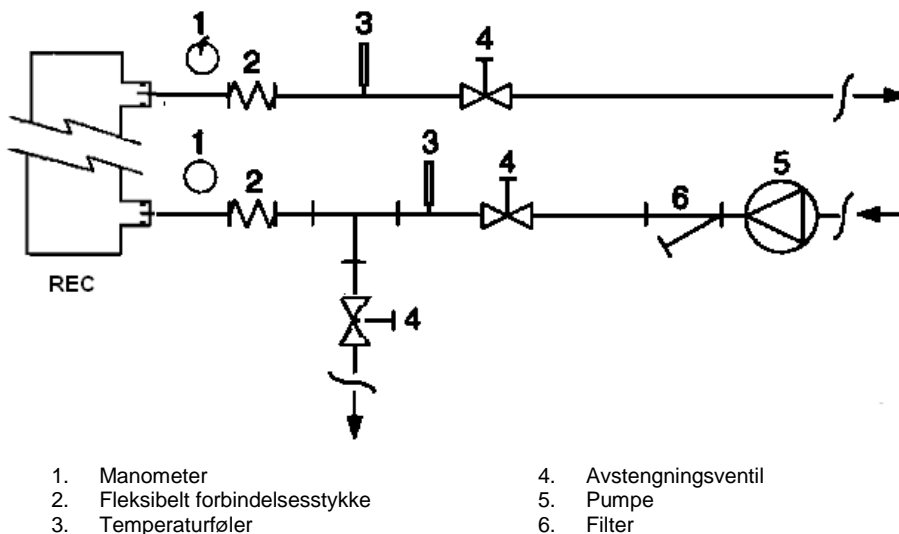 1
2
3
4
1
2
3
4
6
5
REC
4
1. Manometer
2. Fleksibelt forbindelsesstykke
3. Temperaturføler
4. Avstengningsventil
5. Pumpe
6. Filter